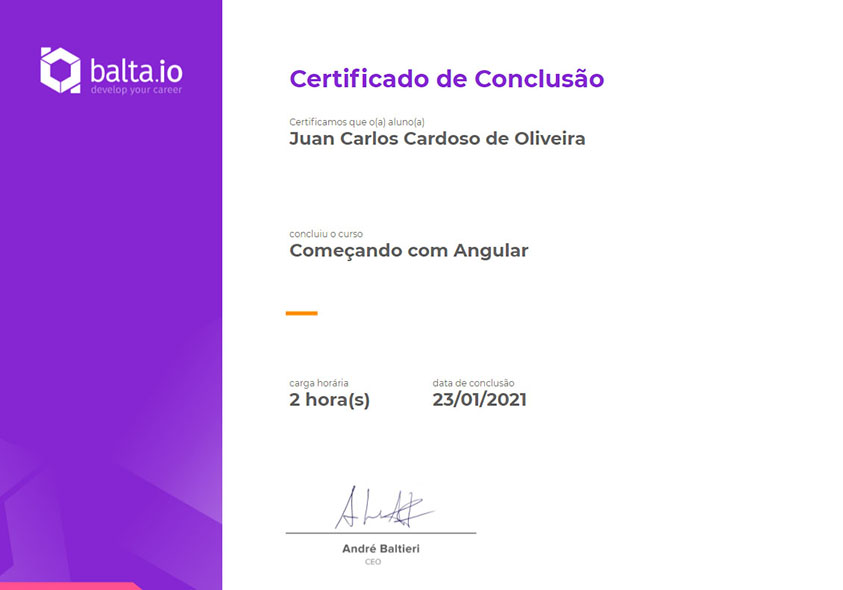 balta.io
develop your career
Certificado de Conclusão
Certificamos que o(a) aluno(a)
Juan Carlos Cardoso de Oliveira
concluiu o curso
Começando com Angular
carga horária
data de conclusão
2 hora(s)
23/01/2021
André Baltieri
CEO